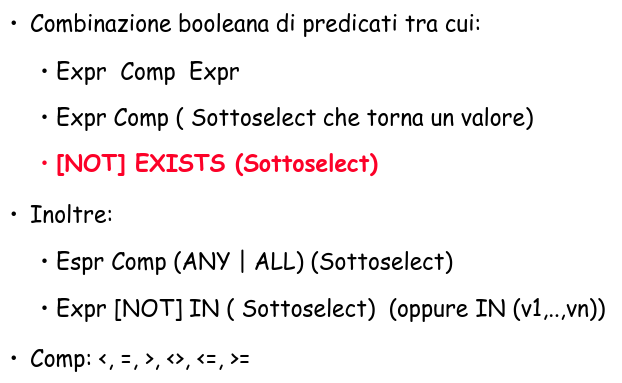 • Combinazione booleana di predicati tra cui:
• Expr Comp Expr
• Expr Comp ( Sottoselect che torna un valore)
• [NOT] EXISTS (Sottoselect)
• Inoltre:
• Espr Comp (ANY | ALL) (Sottoselect)
• Expr [NOT] IN ( Sottoselect) (oppure IN (v1,..,vn))
• Comp: <, =, >, <>, <=, >=